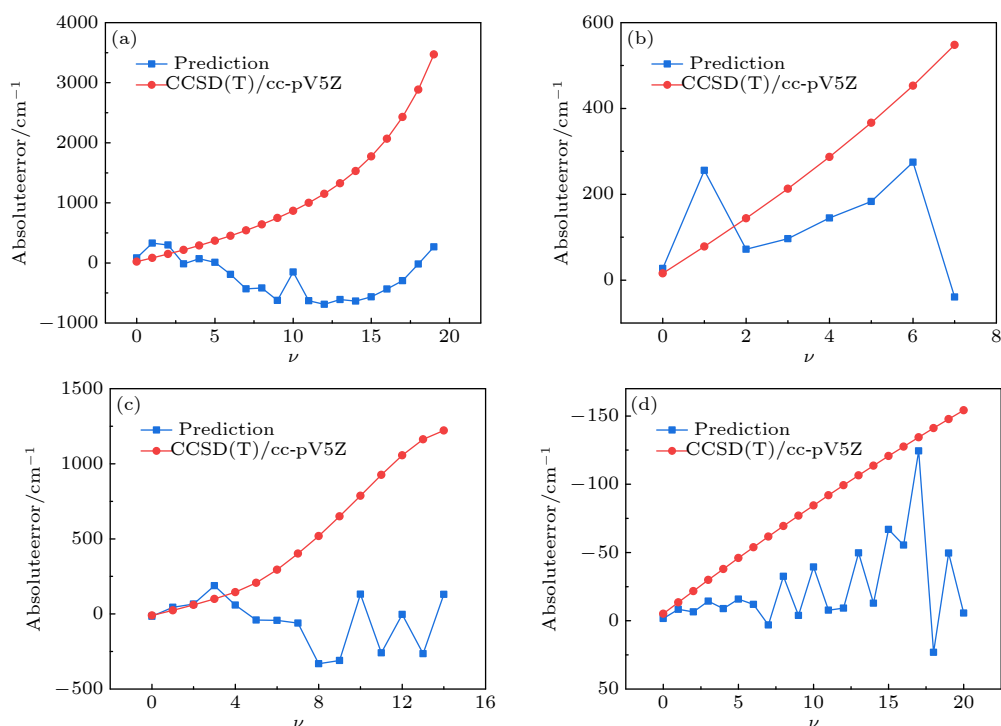 (a)
Prediction
CCSD(T)/cc-pV5Z
Absoluteerror/cm⁻¹
4000
3000
2000
1000
0
−1000
0 5 10 15 20
ν
(b)
Prediction
CCSD(T)/cc-pV5Z
Absoluteerror/cm⁻¹
600
400
200
0
0 2 4 6 8
ν
(c)
Prediction
CCSD(T)/cc-pV5Z
Absoluteerror/cm⁻¹
1500
1000
500
0
−500
0 4 8 12 16
ν
(d)
Prediction
CCSD(T)/cc-pV5Z
Absoluteerror/cm⁻¹
−150
−100
−50
0
50
0 5 10 15 20
ν